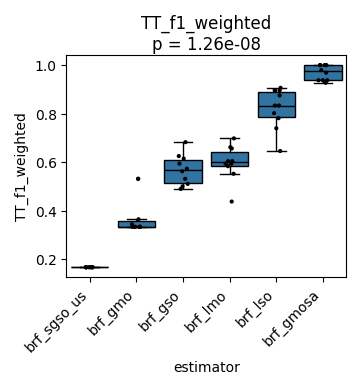 TT_f1_weighted
p = 1.26e-08
TT_f1_weighted
1.0
0.8
0.6
0.4
0.2
brf_sgso_us
brf_gmo
brf_gso
brf_lmo
brf_lso
brf_gmosa
estimator